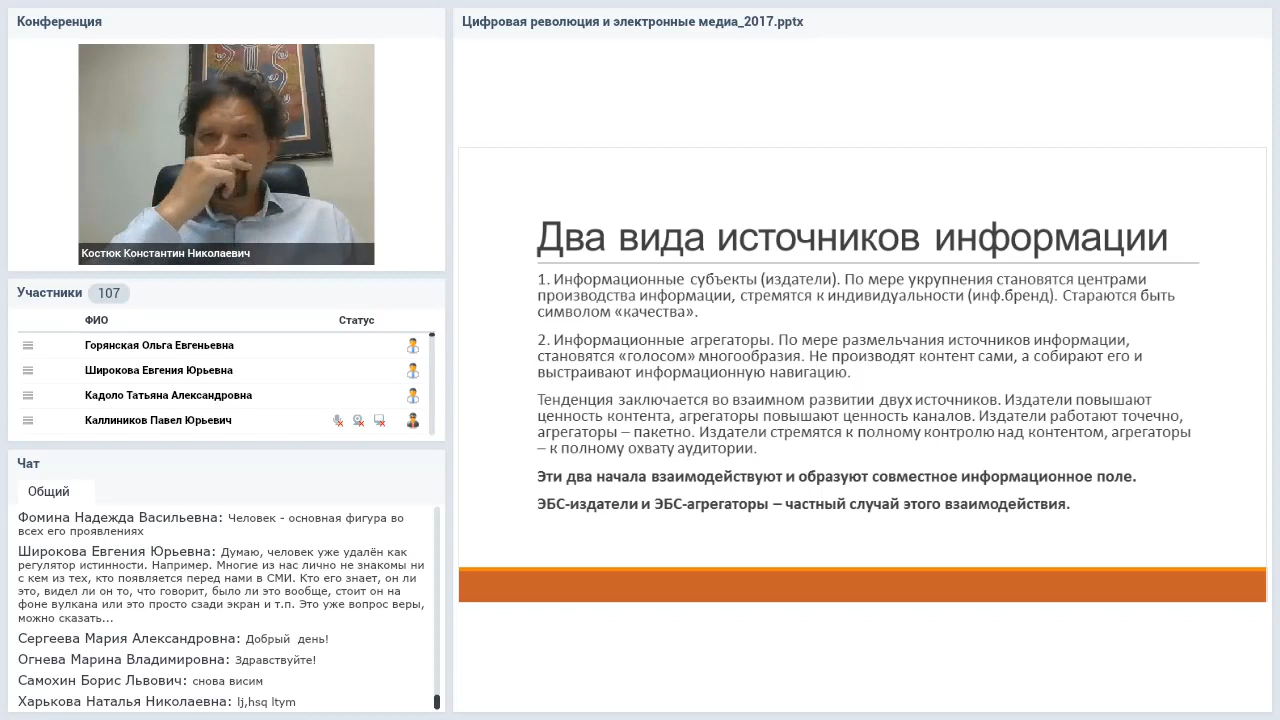 Конференция
Костюк Константин Николаевич
Участники 107
ФИО Статус
Горянская Ольга Евгеньевна
Широкова Евгения Юрьевна
Кадоло Татьяна Александровна
Каллиников Павел Юрьевич
Чат
Общий
Фомина Надежда Васильевна: Человек - основная фигура во
всех его проявлениях
Широкова Евгения Юрьевна: Думаю, человек уже удалён как
регулятор истинности. Например. Многие из нас лично не знакомы ни
с кем из тех, кто появляется перед нами в СМИ. Кто его знает, он ли
это, видел ли он то, что говорит, было ли это вообще, стоит он на
фоне вулкана или это просто сзади экран и т.п. Это уже вопрос веры,
можно сказать...
Сергеева Мария Александровна: Добрый день!
Огнева Марина Владимировна: Здравствуйте!
Самохин Борис Львович: снова висим
Харькова Наталья Николаевна: lj,hsq ltym
Цифровая революция и электронные медиа_2017.pptx
Два вида источников информации
1. Информационные субъекты (издатели). По мере укрупнения становятся центрами
производства информации, стремятся к индивидуальности (инф.бренд). Стараются быть
символом «качества».
2. Информационные агрегаторы. По мере размельчания источников информации,
становятся «голосом» многообразия. Не производят контент сами, а собирают его и
выстраивают информационную навигацию.
Тенденция заключается во взаимном развитии двух источников. Издатели повышают
ценность контента, агрегаторы повышают ценность каналов. Издатели работают точечно,
агрегаторы – пакетно. Издатели стремятся к полному контролю над контентом, агрегаторы
– к полному охвату аудитории.
Эти два начала взаимодействуют и образуют совместное информационное поле.
ЭБС-издатели и ЭБС-агрегаторы – частный случай этого взаимодействия.